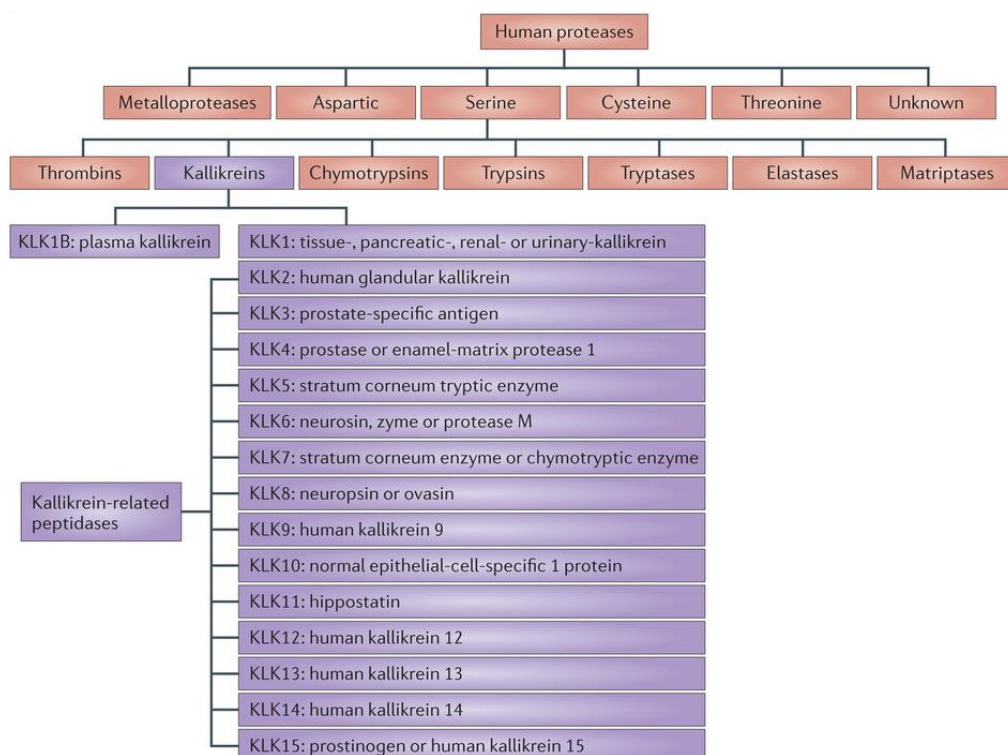 Human proteases
Metalloproteases
Aspartic
Serine
Cysteine
Threonine
Unknown
Thrombins
Kallikreins
Chymotrypsins
Trypsins
Tryptases
Elastases
Matriptases
KLK1B: plasma kallikrein
KLK1: tissue-, pancreatic-, renal- or urinary-kallikrein
KLK2: human glandular kallikrein
KLK3: prostate-specific antigen
KLK4: prostase or enamel-matrix protease 1
KLK5: stratum corneum tryptic enzyme
KLK6: neurosin, zyme or protease M
KLK7: stratum corneum enzyme or chymotryptic enzyme
Kallikrein-related
peptidases
KLK8: neuropsin or ovasin
KLK9: human kallikrein 9
KLK10: normal epithelial-cell-specific 1 protein
KLK11: hippostatin
KLK12: human kallikrein 12
KLK13: human kallikrein 13
KLK14: human kallikrein 14
KLK15: prostinogen or human kallikrein 15